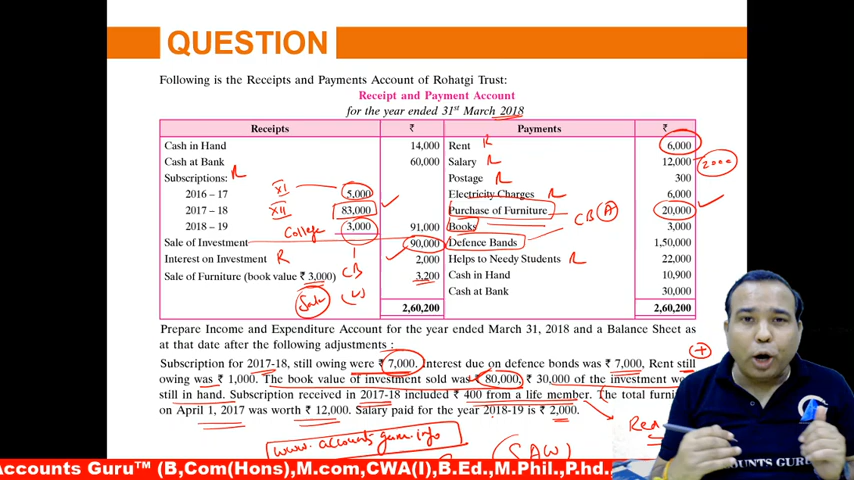 QUESTION
Following is the Receipts and Payments Account of Rohatgi Trust:
Receipt and Payment Account
for the year ended 31st March 2018
Receipts ₹ Payments ₹
Cash in Hand 14,000 Rent R 6,000
Cash at Bank 60,000 Salary R 12,000 2000
Subscriptions: R Postage R 300
2016 – 17 XI 5,000 Electricity Charges R 6,000
2017 – 18 XII 83,000 Purchase of Furniture CB A 20,000
2018 – 19 College 3,000 91,000 Books 3,000
Sale of Investment 90,000 Defence Bands 1,50,000
Interest on Investment R 2,000 Helps to Needy Students R 22,000
Sale of Furniture (book value ₹ 3,000) CB 3,200 Cash in Hand 10,900
Sale Cash at Bank 30,000
2,60,200 2,60,200
Prepare Income and Expenditure Account for the year ended March 31, 2018 and a Balance Sheet as
at that date after the following adjustments :
Subscription for 2017-18, still owing were ₹ 7,000. Interest due on defence bonds was ₹ 7,000, Rent still
owing was ₹ 1,000. The book value of investment sold was ₹ 80,000, ₹ 30,000 of the investment we
still in hand. Subscription received in 2017-18 included ₹ 400 from a life member. The total furni
on April 1, 2017 was worth ₹ 12,000. Salary paid for the year 2018-19 is ₹ 2,000.
+
Red
www.accountsguru.info
(SAW)
Accounts Guru™ (B,Com(Hons),M.com,CWA(I),B.Ed.,M.Phil.,P.hd.
COUNTS GURU